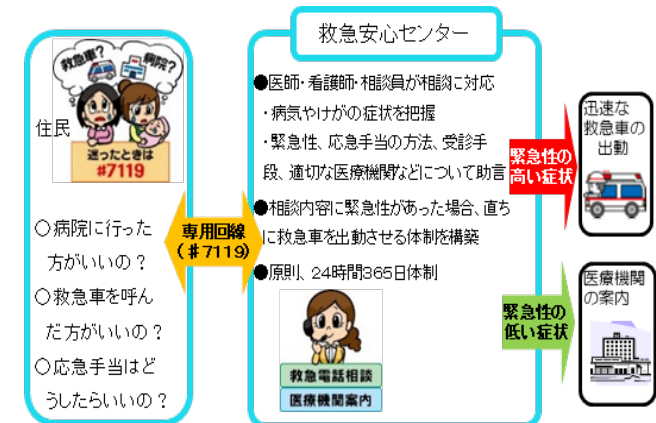 救急車?
病院?
住民
迷ったときは
#7119
○病院に行った
方がいいの?
○救急車を呼ん
だ方がいいの?
○応急手当はど
うしたらいいの?
専用回線
(#7119)
救急安心センター
●医師・看護師・相談員が相談に対応
・病気やけがの症状を把握
・緊急性、応急手当の方法、受診手
段、適切な医療機関などについて助言
●相談内容に緊急性があった場合、直ち
に救急車を出動させる体制を構築
●原則、24時間365日体制
救急電話相談
医療機関案内
緊急性の
高い症状
迅速な
救急車の
出動
緊急性の
低い症状
医療機関
の案内